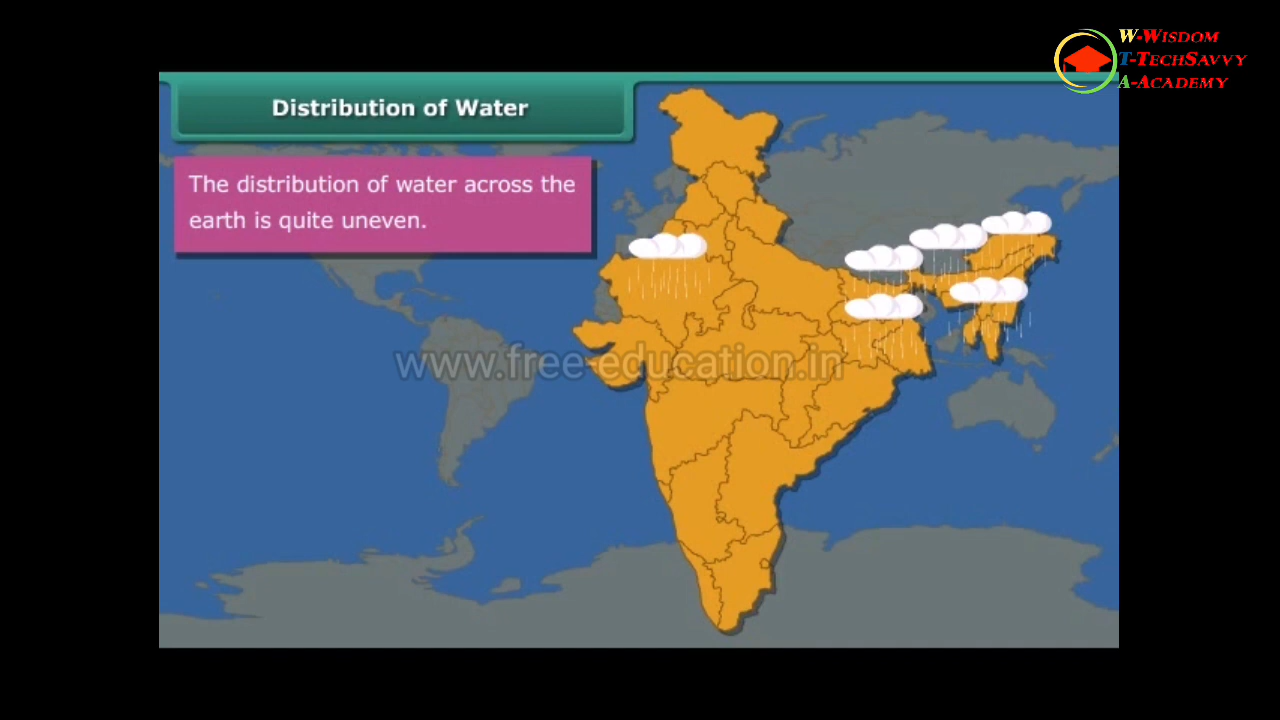 W-Wisdom
T-TechSavvy
A-Academy
Distribution of Water
The distribution of water across the
earth is quite uneven.
www.free-education.in